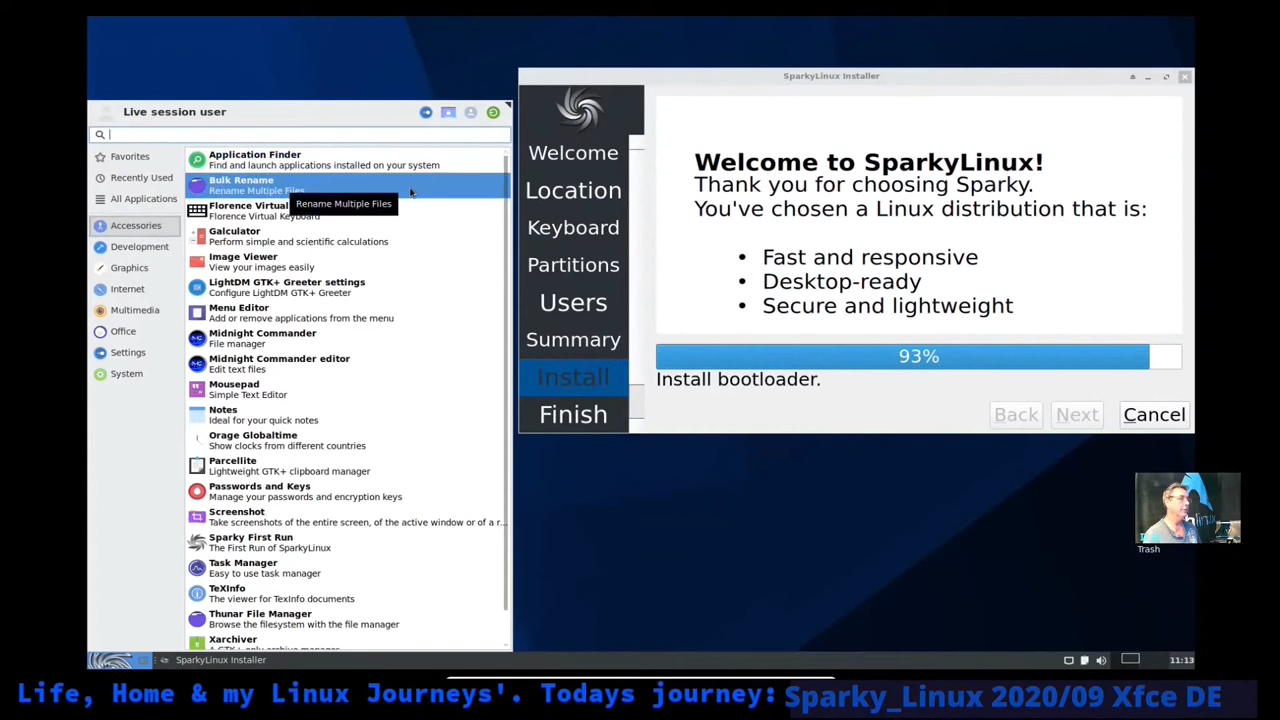 Live session user
Favorites
Recently Used
All Applications
Accessories
Development
Graphics
Internet
Multimedia
Office
Settings
System
Application Finder
Find and launch applications installed on your system
Bulk Rename
Rename Multiple Files
Rename Multiple Files
Florence Virtual
Florence Virtual Keyboard
Galculator
Perform simple and scientific calculations
Image Viewer
View your images easily
LightDM GTK+ Greeter settings
Configure LightDM GTK+ Greeter
Menu Editor
Add or remove applications from the menu
Midnight Commander
File manager
Midnight Commander editor
Edit text files
Mousepad
Simple Text Editor
Notes
Ideal for your quick notes
Orage Globaltime
Show clocks from different countries
Parcellite
Lightweight GTK+ clipboard manager
Passwords and Keys
Manage your passwords and encryption keys
Screenshot
Take screenshots of the entire screen, of the active window or of a r...
Sparky First Run
The First Run of SparkyLinux
Task Manager
Easy to use task manager
TeXInfo
The viewer for TexInfo documents
Thunar File Manager
Browse the filesystem with the file manager
Xarchiver
A GTK+ only archive manager
SparkyLinux Installer
Welcome
Location
Keyboard
Partitions
Users
Summary
Install
Finish
Welcome to SparkyLinux!
Thank you for choosing Sparky.
You've chosen a Linux distribution that is:
• Fast and responsive
• Desktop-ready
• Secure and lightweight
93%
Install bootloader.
Back Next Cancel
Trash
SparkyLinux Installer
11:13
Life, Home & my Linux Journeys'. Todays journey: Sparky_Linux 2020/09 Xfce DE